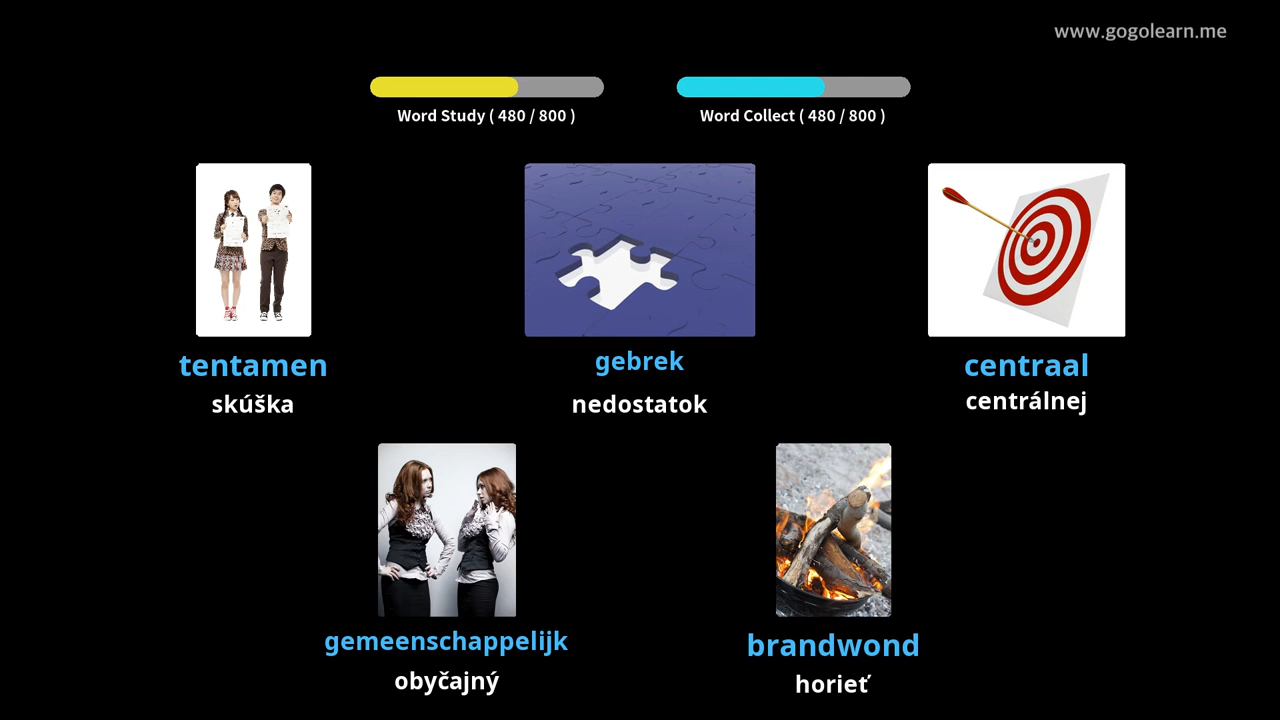 www.gogolearn.me
Word Study ( 480 / 800 )
Word Collect ( 480 / 800 )
tentamen
skúška
gebrek
nedostatok
centraal
centrálnej
gemeenschappelijk
obyčajný
brandwond
horieť